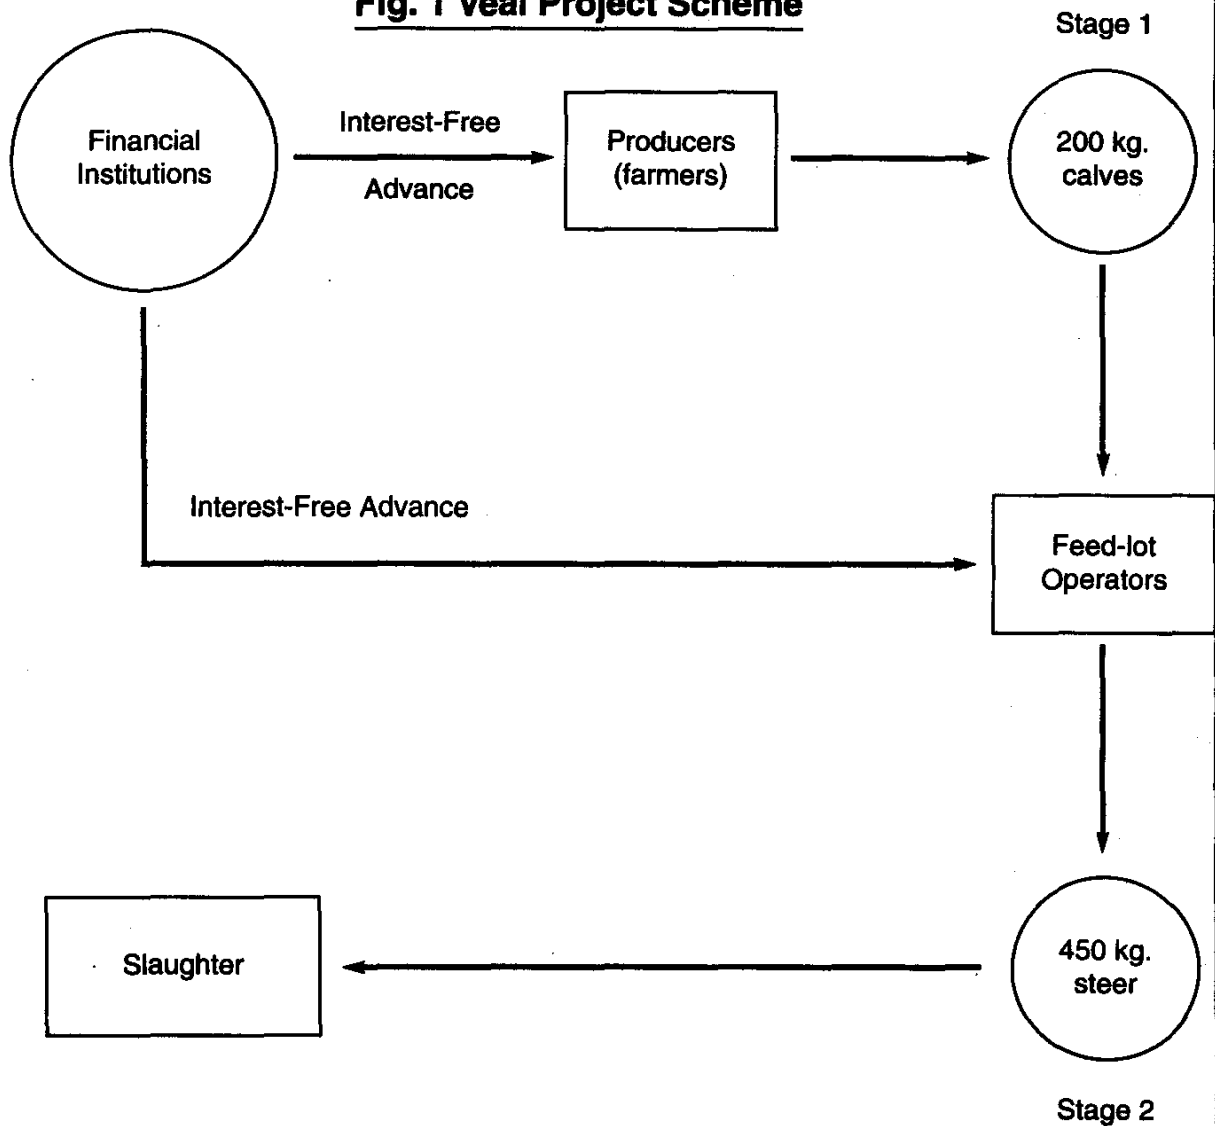 Fig. 1 Veal Project Scheme
Stage 1
Financial
Institutions
Interest-Free
Advance
Producers
(farmers)
200 kg.
calves
Interest-Free Advance
Feed-lot
Operators
Slaughter
450 kg.
steer
Stage 2